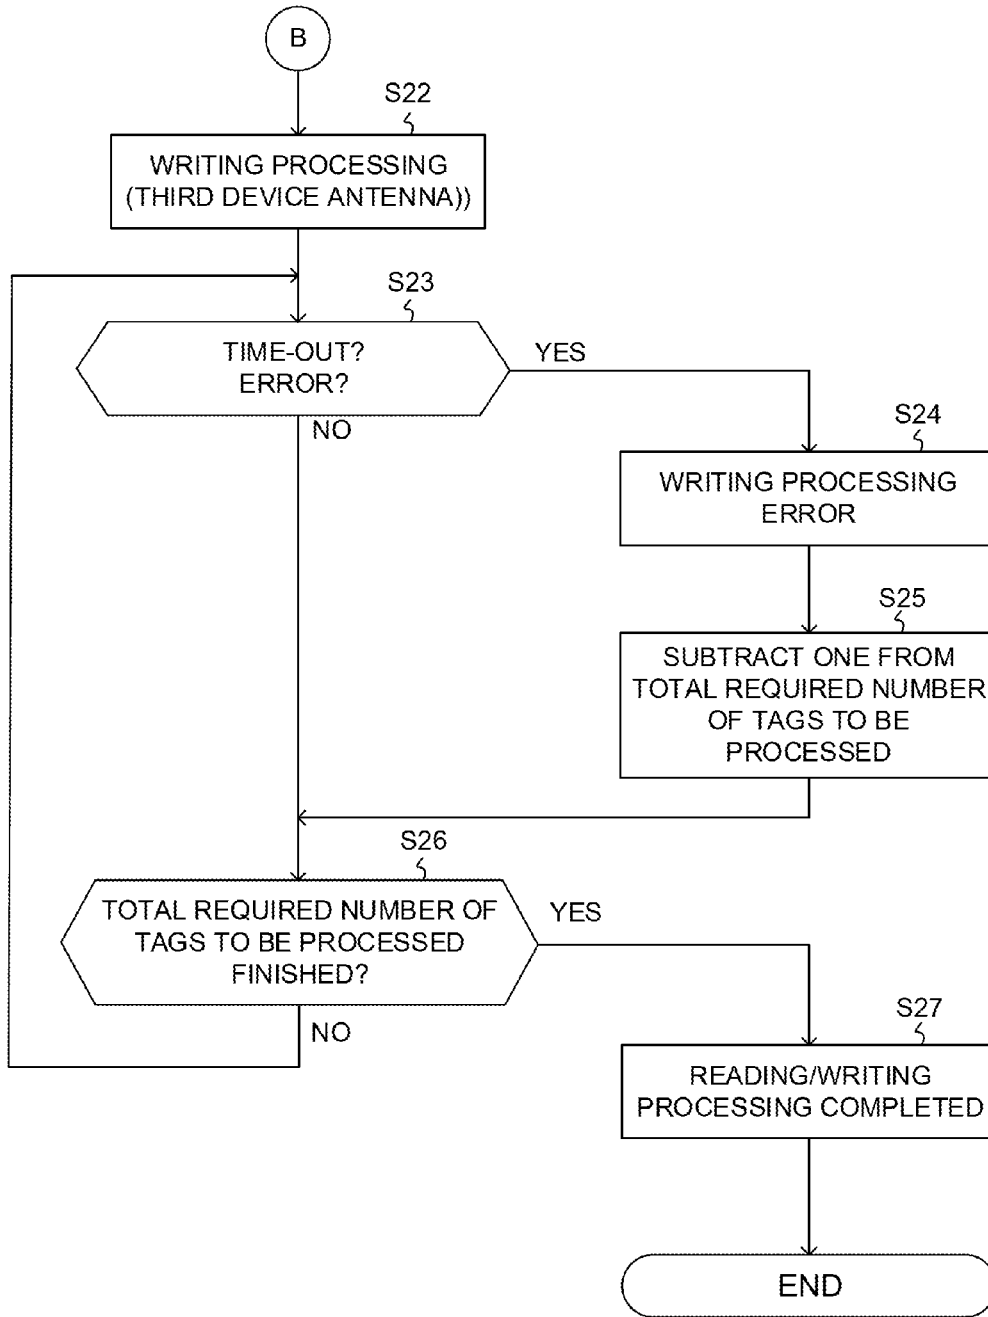 B
S22
WRITING PROCESSING
(THIRD DEVICE ANTENNA))
S23
TIME-OUT?
ERROR?
YES
NO
S24
WRITING PROCESSING
ERROR
S25
SUBTRACT ONE FROM
TOTAL REQUIRED NUMBER
OF TAGS TO BE
PROCESSED
S26
TOTAL REQUIRED NUMBER OF
TAGS TO BE PROCESSED
FINISHED?
YES
NO
S27
READING/WRITING
PROCESSING COMPLETED
END